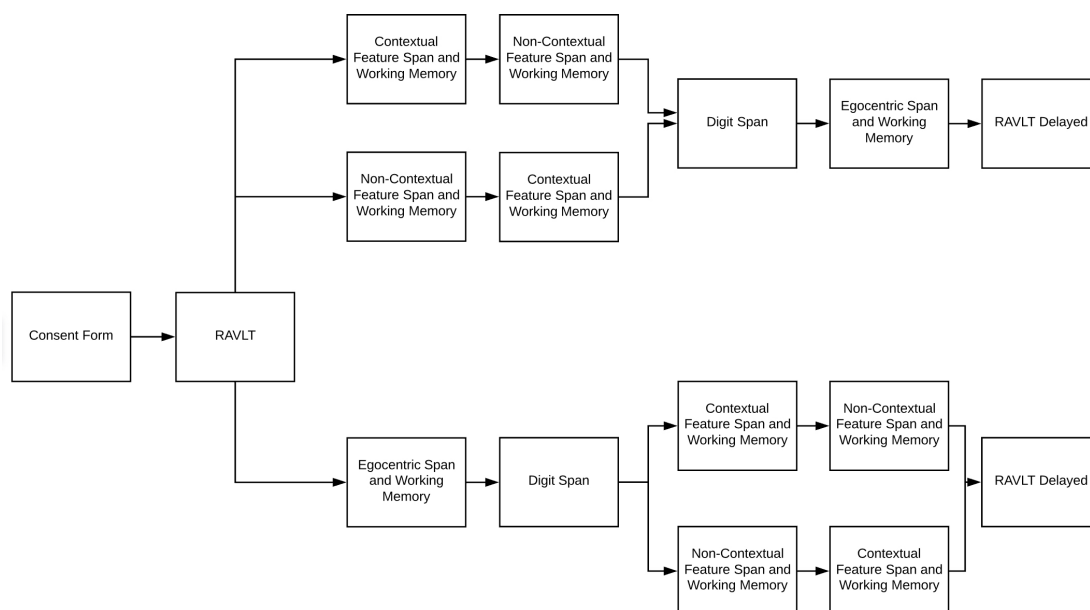 Contextual
Feature Span and
Working Memory
Non-Contextual
Feature Span and
Working Memory
Digit Span
Egocentric Span
and Working
Memory
RAVLT Delayed
Non-Contextual
Feature Span and
Working Memory
Contextual
Feature Span and
Working Memory
Consent Form
RAVLT
Egocentric Span
and Working
Memory
Digit Span
Contextual
Feature Span and
Working Memory
Non-Contextual
Feature Span and
Working Memory
RAVLT Delayed
Non-Contextual
Feature Span and
Working Memory
Contextual
Feature Span and
Working Memory